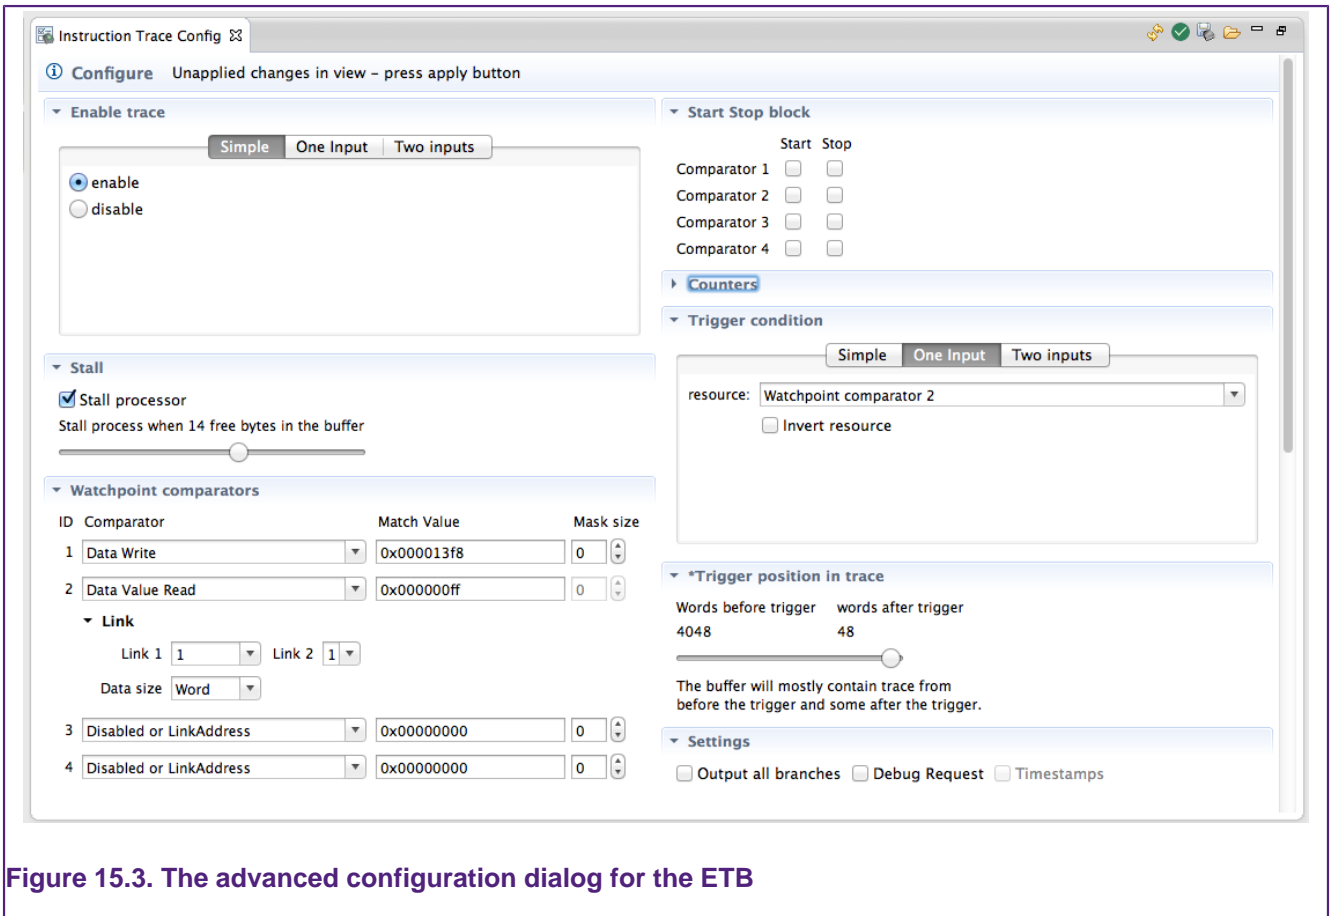 Instruction Trace Config
Configure Unapplied changes in view – press apply button
Enable trace
Simple One Input Two inputs
enable
disable
Stall
Stall processor
Stall process when 14 free bytes in the buffer
Watchpoint comparators
ID Comparator Match Value Mask size
1 Data Write 0x000013f8 0
2 Data Value Read 0x000000ff 0
Link
Link 1 1 Link 2 1
Data size Word
3 Disabled or LinkAddress 0x00000000 0
4 Disabled or LinkAddress 0x00000000 0
Start Stop block
Start Stop
Comparator 1
Comparator 2
Comparator 3
Comparator 4
Counters
Trigger condition
Simple One Input Two inputs
resource: Watchpoint comparator 2
Invert resource
*Trigger position in trace
Words before trigger words after trigger
4048 48
The buffer will mostly contain trace from
before the trigger and some after the trigger.
Settings
Output all branches Debug Request Timestamps
Figure 15.3. The advanced configuration dialog for the ETB